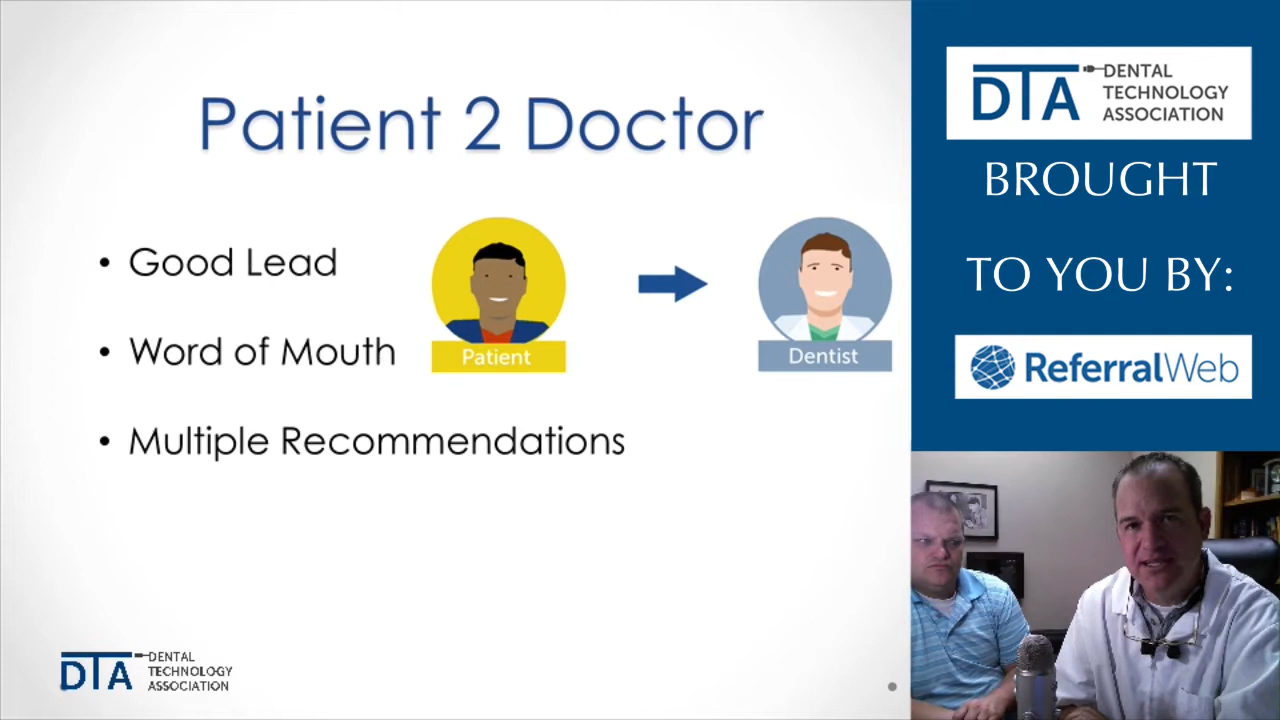 Patient 2 Doctor
• Good Lead
• Word of Mouth
• Multiple Recommendations
Patient
Dentist
DTA DENTAL
TECHNOLOGY
ASSOCIATION
DTA DENTAL
TECHNOLOGY
ASSOCIATION
BROUGHT
TO YOU BY:
ReferralWeb